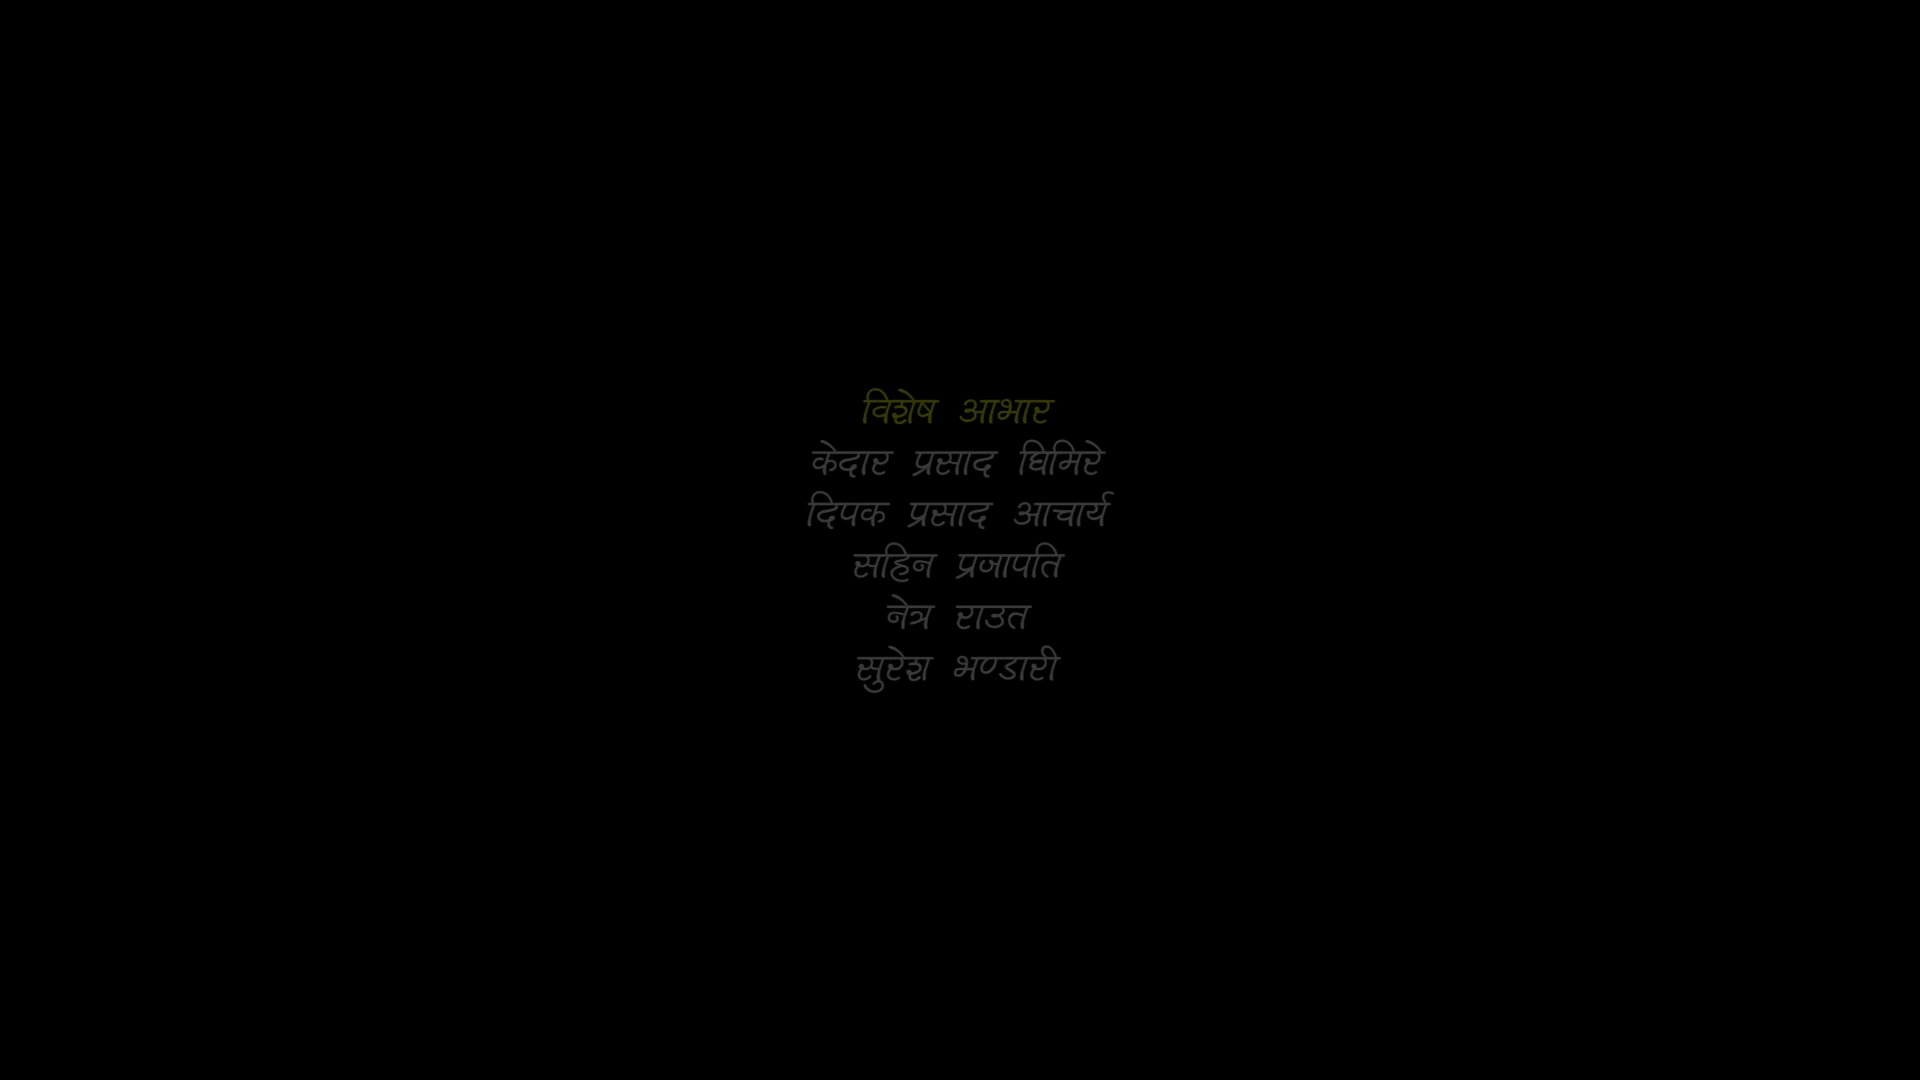 विशेष आभार
केदार प्रसाद घिमिरे
दिपक प्रसाद आचार्य
सहिन प्रजापति
नेत्र राउत
सुरेश भण्डारी